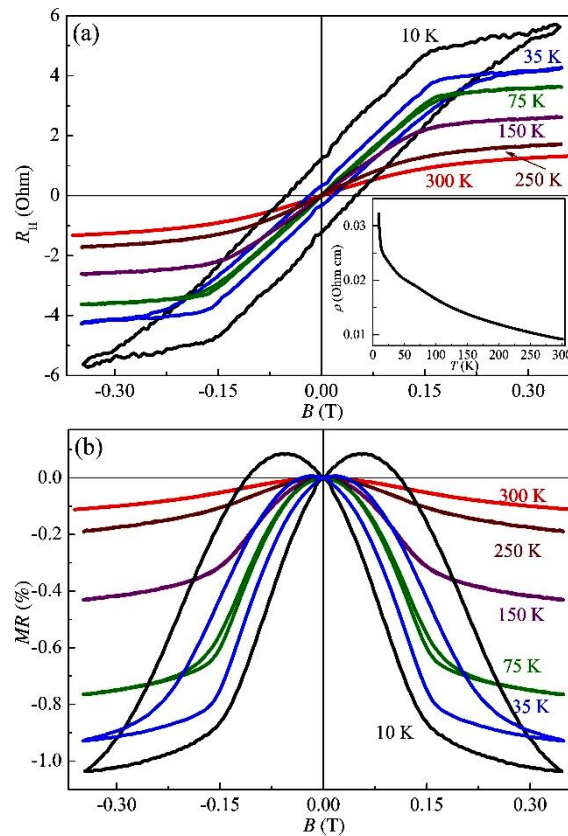 (a)
6
4
2
0
-2
-4
-6
R_H (Ohm)
10 K
35 K
75 K
150 K
250 K
300 K
0.03
0.02
0.01
ρ (Ohm cm)
0 50 100 150 200 250 300
T (K)
-0.30 -0.15 0.00 0.15 0.30
B (T)
(b)
0.0
-0.2
-0.4
-0.6
-0.8
-1.0
MR (%)
300 K
250 K
150 K
75 K
35 K
10 K
-0.30 -0.15 0.00 0.15 0.30
B (T)